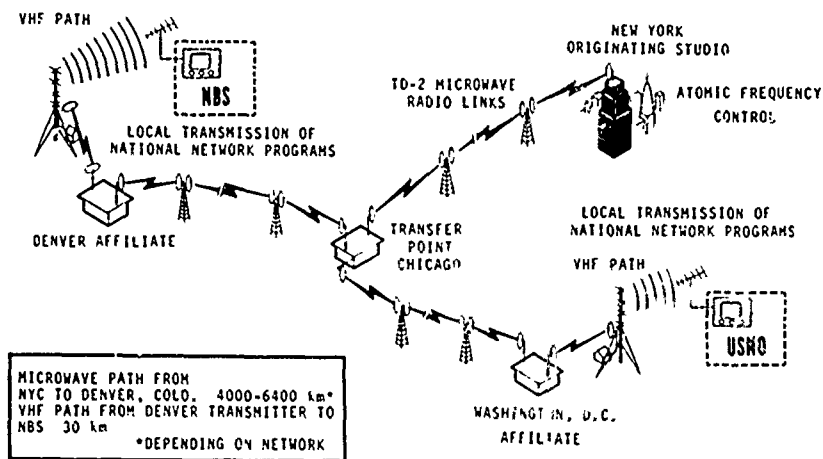 VHF PATH
NBS
LOCAL TRANSMISSION OF
NATIONAL NETWORK PROGRAMS
DENVER AFFILIATE
TD-2 MICROWAVE
RADIO LINKS
NEW YORK
ORIGINATING STUDIO
ATOMIC FREQUENCY
CONTROL
TRANSFER
POINT
CHICAGO
LOCAL TRANSMISSION OF
NATIONAL NETWORK PROGRAMS
VHF PATH
USNO
WASHINGTON, D.C.
AFFILIATE
MICROWAVE PATH FROM
NYC TO DENVER, COLO. 4000-6400 km*
VHF PATH FROM DENVER TRANSMITTER TO
NBS 30 km
*DEPENDING ON NETWORK